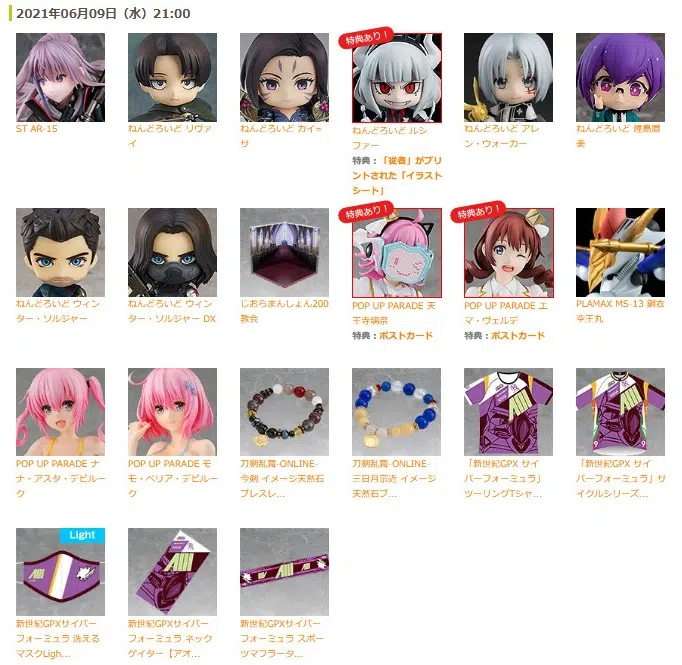 2021年06月09日（水）21:00
ST AR-15
ねんどろいど リヴァ
イ
ねんどろいど カイ=
サ
特典あり！
ねんどろいど ルシ
ファー
特典：「従者」がプ
リントされた「イラスト
シート」
ねんどろいど アレ
ン・ウォーカー
ねんどろいど
美
ねんどろいど ウィン
ター・ソルジャー
ねんどろいど ウィン
ター・ソルジャー DX
じおらまんしょん200
教会
特典あり！
POP UP PARADE 天
王寺璃奈
特典：ポストカード
特典あり！
POP UP PARADE エ
マ・ヴェルデ
特典：ポストカード
PLAMAX MS-13 剣衣
空王丸
POP UP PARADE ナ
ナ・アスタ・デビルー
ク
POP UP PARADE モ
モ・ベリア・デビルー
ク
刀剣乱舞-ONLINE-
今剣 イメージ天然石
ブレスレ...
刀剣乱舞-ONLINE-
三日月宗近 イメージ
天然石ブ...
「新世紀GPX サイ
バーフォーミュラ」
ツーリングTシャ...
「新世紀GPX サイ
バーフォーミュラ」サ
イクルシリーズ...
Light
新世紀GPXサイバー
フォーミュラ 洗える
マスクLigh...
新世紀GPXサイバー
フォーミュラ ネック
ゲイター【アオ...
新世紀GPXサイバー
フォーミュラ スポー
ツマフラータ...